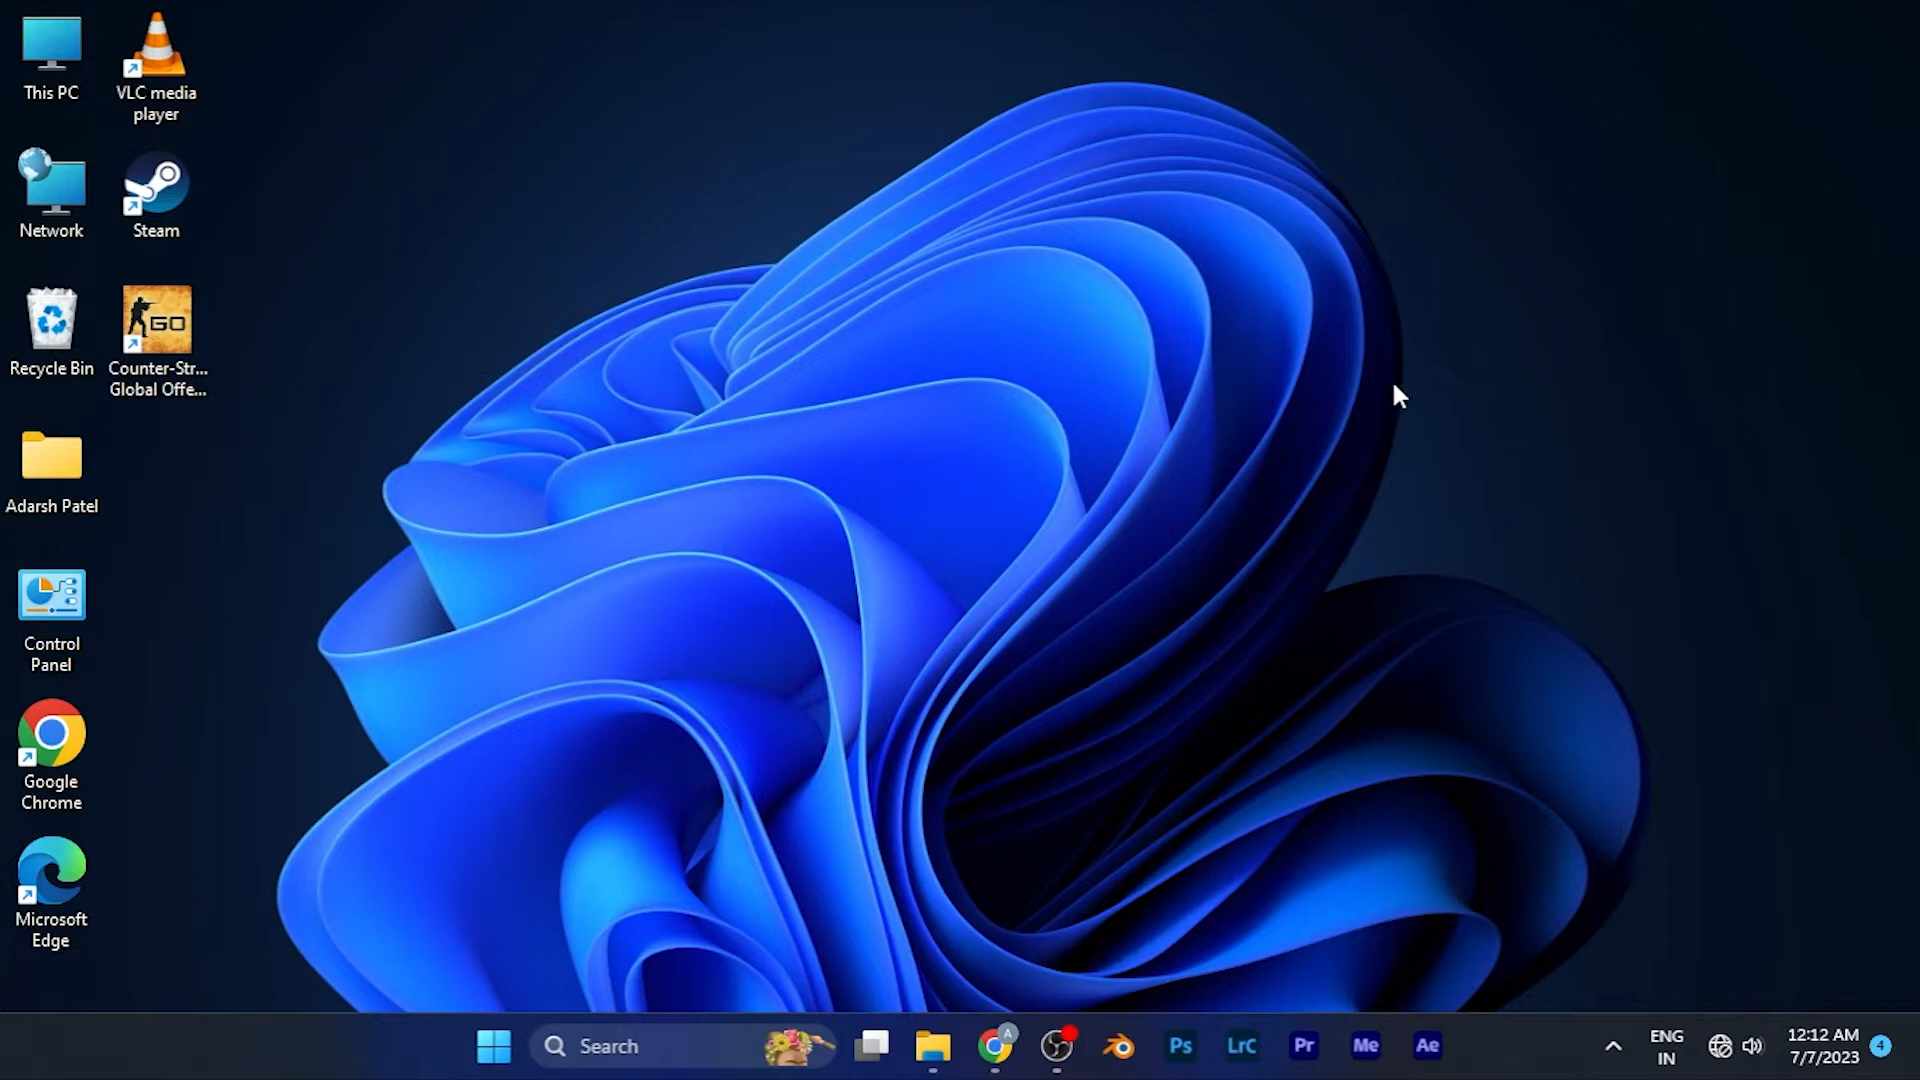 This PC
VLC media
player
Network
Steam
Recycle Bin
GO
Counter-Str...
Global Offe...
Adarsh Patel
Control
Panel
Google
Chrome
Microsoft
Edge
Search
A
Ps
LrC
Pr
Me
Ae
ENG
IN
12:12 AM
7/7/2023
4